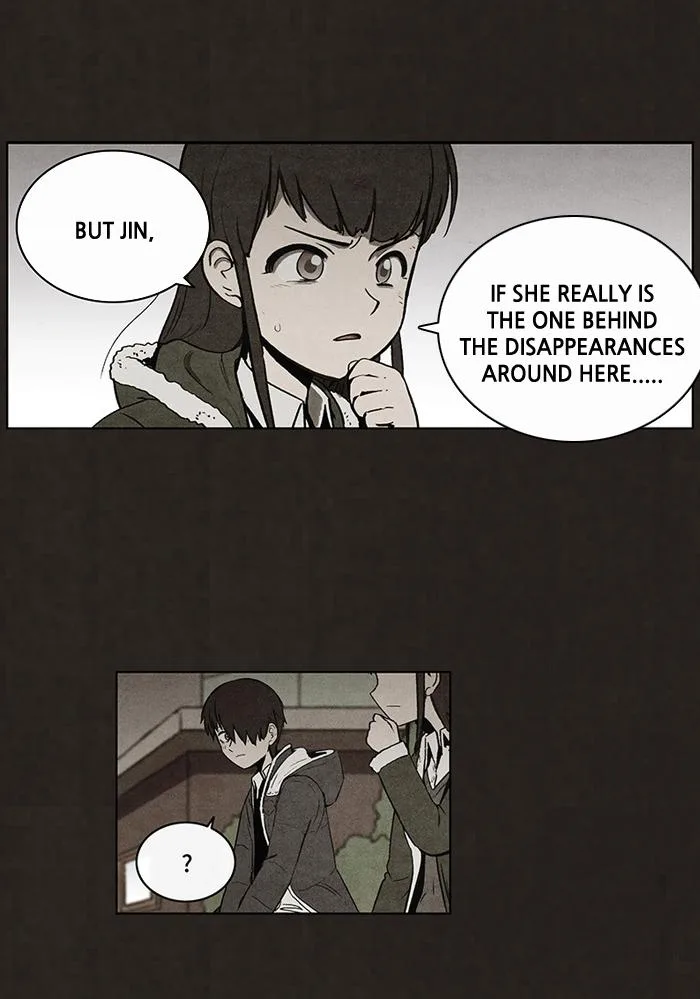 BUT JIN,
IF SHE REALLY IS
THE ONE BEHIND
THE DISAPPEARANCES
AROUND HERE.....
?